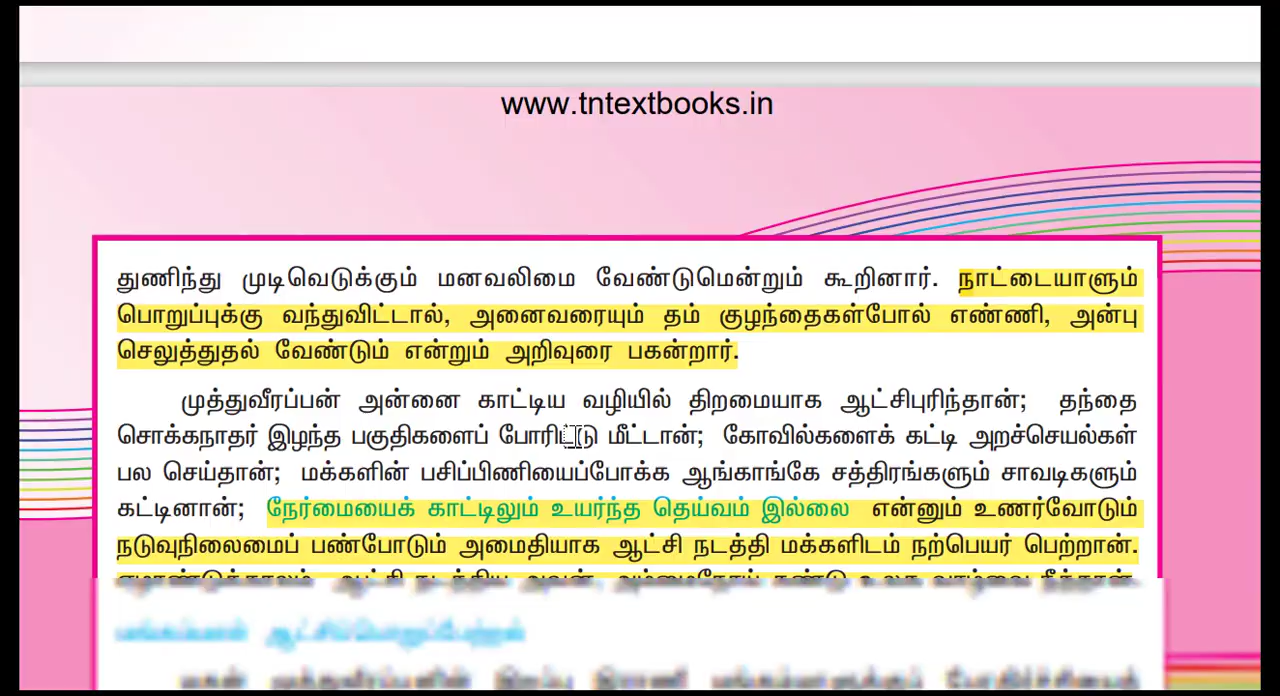 www.tntextbooks.in
துணிந்து முடிவெடுக்கும் மனவலிமை வேண்டுமென்றும் கூறினார். நாட்டையாளும்
பொறுப்புக்கு வந்துவிட்டால், அனைவரையும் தம் குழந்தைகள்போல் எண்ணி, அன்பு
செலுத்துதல் வேண்டும் என்றும் அறிவுரை பகன்றார்.
முத்துவீரப்பன் அன்னை காட்டிய வழியில் திறமையாக ஆட்சிபுரிந்தான்; தந்தை
சொக்கநாதர் இழந்த பகுதிகளைப் போரிட்டு மீட்டான்; கோவில்களைக் கட்டி அறச்செயல்கள்
பல செய்தான்; மக்களின் பசிப்பிணியைப்போக்க ஆங்காங்கே சத்திரங்களும் சாவடிகளும்
கட்டினான்; நேர்மையைக் காட்டிலும் உயர்ந்த தெய்வம் இல்லை என்னும் உணர்வோடும்
நடுவுநிலைமைப் பண்போடும் அமைதியாக ஆட்சி நடத்தி மக்களிடம் நற்பெயர் பெற்றான்.